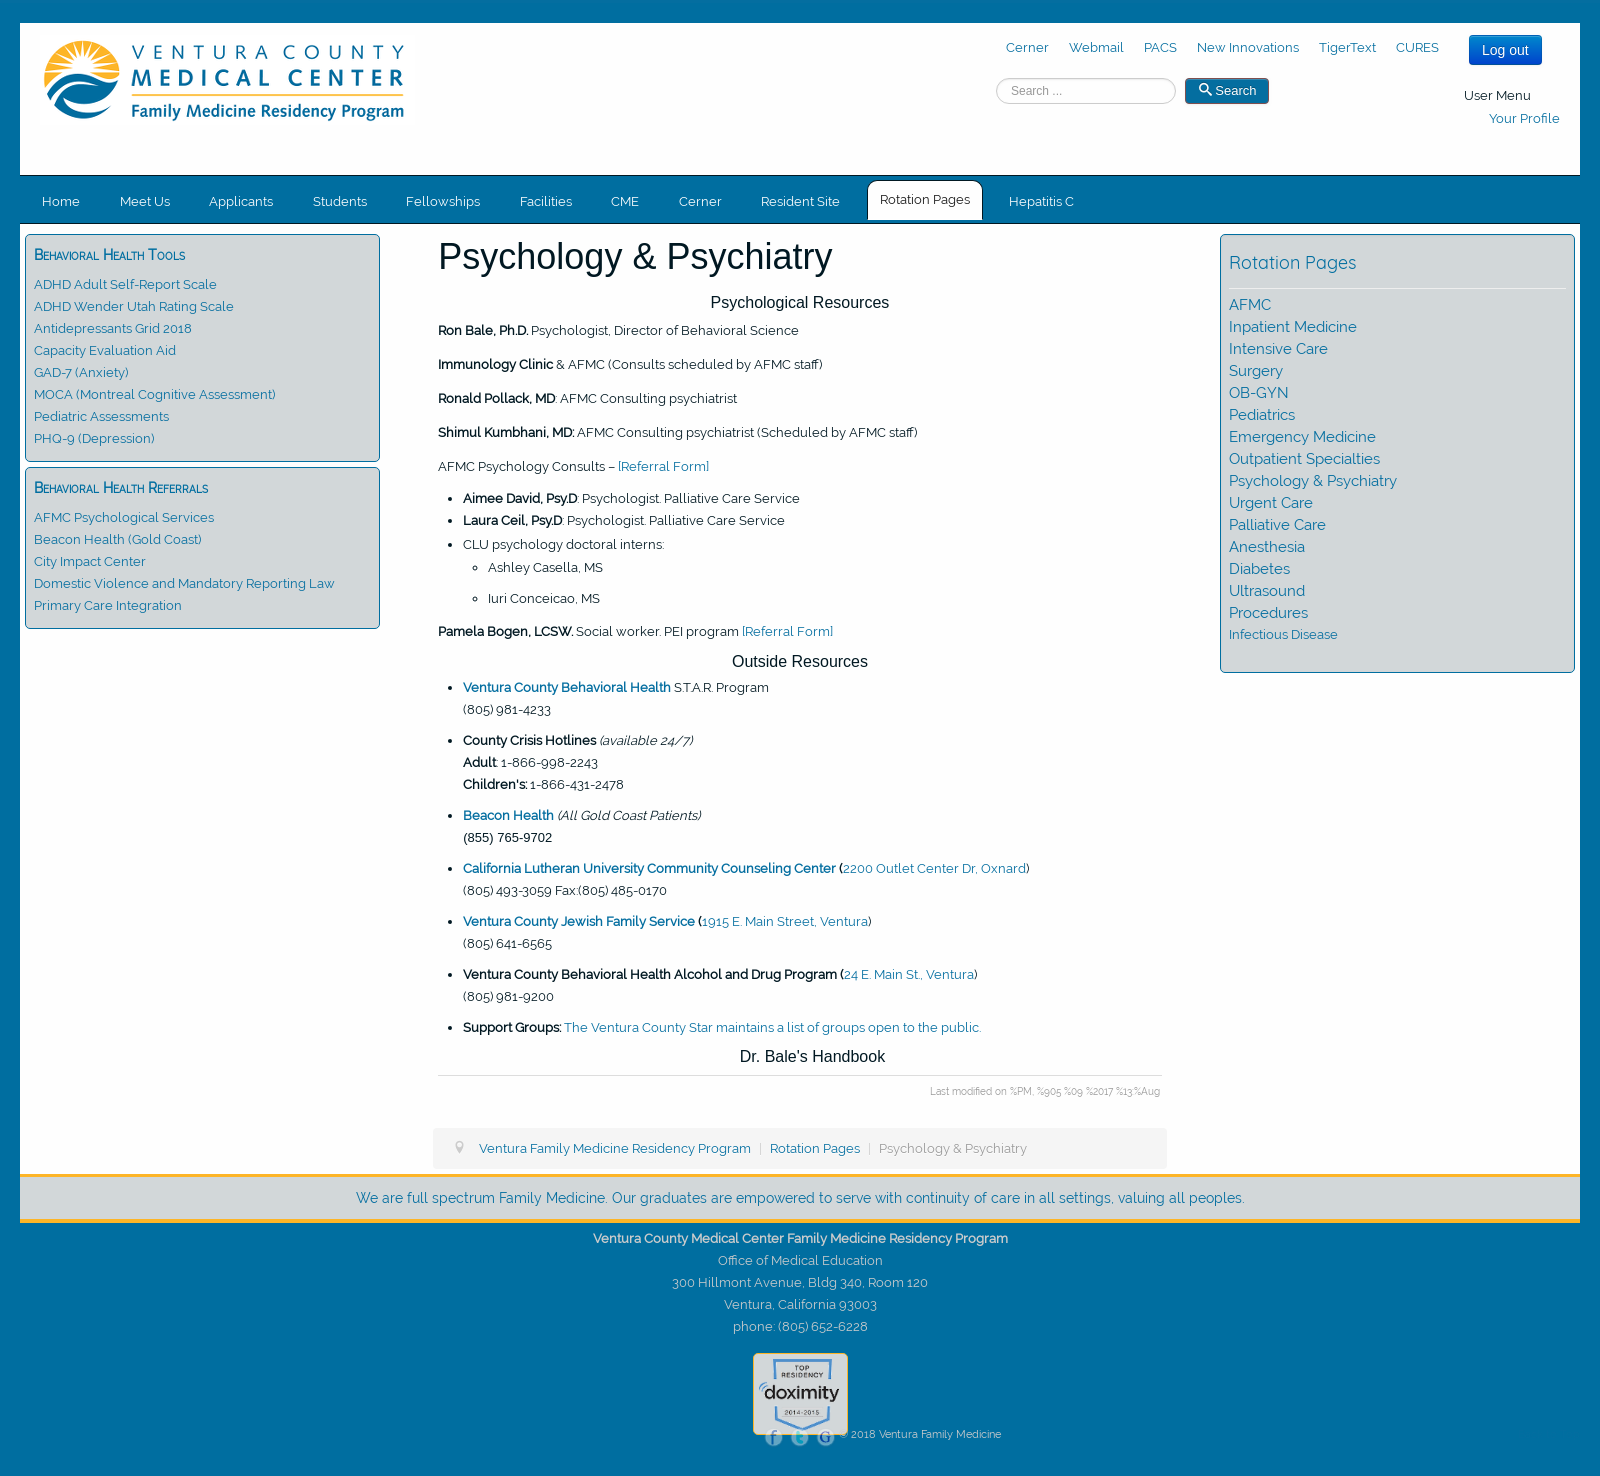 VENTURA COUNTY
MEDICAL CENTER
Family Medicine Residency Program
Cerner Webmail PACS New Innovations TigerText CURES Log out
Search ... Search
User Menu
Your Profile
Home Meet Us Applicants Students Fellowships Facilities CME Cerner Resident Site Rotation Pages Hepatitis C
Behavioral Health Tools
ADHD Adult Self-Report Scale
ADHD Wender Utah Rating Scale
Antidepressants Grid 2018
Capacity Evaluation Aid
GAD-7 (Anxiety)
MOCA (Montreal Cognitive Assessment)
Pediatric Assessments
PHQ-9 (Depression)
Behavioral Health Referrals
AFMC Psychological Services
Beacon Health (Gold Coast)
City Impact Center
Domestic Violence and Mandatory Reporting Law
Primary Care Integration
Psychology & Psychiatry
Psychological Resources
Ron Bale, Ph.D. Psychologist, Director of Behavioral Science
Immunology Clinic & AFMC (Consults scheduled by AFMC staff)
Ronald Pollack, MD: AFMC Consulting psychiatrist
Shimul Kumbhani, MD: AFMC Consulting psychiatrist (Scheduled by AFMC staff)
AFMC Psychology Consults – [Referral Form]
• Aimee David, Psy.D: Psychologist. Palliative Care Service
• Laura Ceil, Psy.D: Psychologist. Palliative Care Service
• CLU psychology doctoral interns:
◦ Ashley Casella, MS
◦ Iuri Conceicao, MS
Pamela Bogen, LCSW. Social worker. PEI program [Referral Form]
Outside Resources
• Ventura County Behavioral Health S.T.A.R. Program
(805) 981-4233
• County Crisis Hotlines (available 24/7)
Adult: 1-866-998-2243
Children's: 1-866-431-2478
• Beacon Health (All Gold Coast Patients)
(855) 765-9702
• California Lutheran University Community Counseling Center (2200 Outlet Center Dr, Oxnard)
(805) 493-3059 Fax:(805) 485-0170
• Ventura County Jewish Family Service (1915 E. Main Street, Ventura)
(805) 641-6565
• Ventura County Behavioral Health Alcohol and Drug Program (24 E. Main St., Ventura)
(805) 981-9200
• Support Groups: The Ventura County Star maintains a list of groups open to the public.
Dr. Bale's Handbook
Last modified on %PM, %905 %09 %2017 %13:%Aug
Ventura Family Medicine Residency Program | Rotation Pages | Psychology & Psychiatry
Rotation Pages
AFMC
Inpatient Medicine
Intensive Care
Surgery
OB-GYN
Pediatrics
Emergency Medicine
Outpatient Specialties
Psychology & Psychiatry
Urgent Care
Palliative Care
Anesthesia
Diabetes
Ultrasound
Procedures
Infectious Disease
We are full spectrum Family Medicine. Our graduates are empowered to serve with continuity of care in all settings, valuing all peoples.
Ventura County Medical Center Family Medicine Residency Program
Office of Medical Education
300 Hillmont Avenue, Bldg 340, Room 120
Ventura, California 93003
phone: (805) 652-6228
TOP
RESIDENCY
doximity
2014-2015
f t G © 2018 Ventura Family Medicine